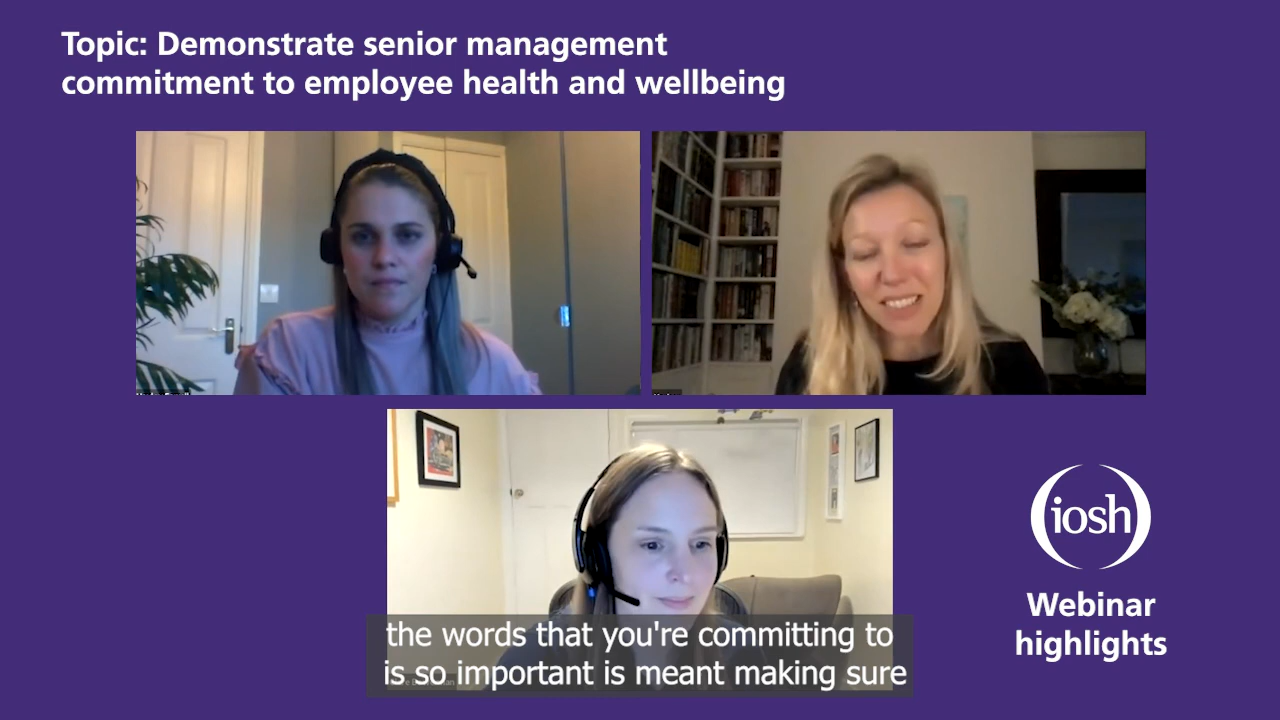 Topic: Demonstrate senior management
commitment to employee health and wellbeing
iosh
Webinar
highlights
the words that you're committing to
is so important is meant making sure